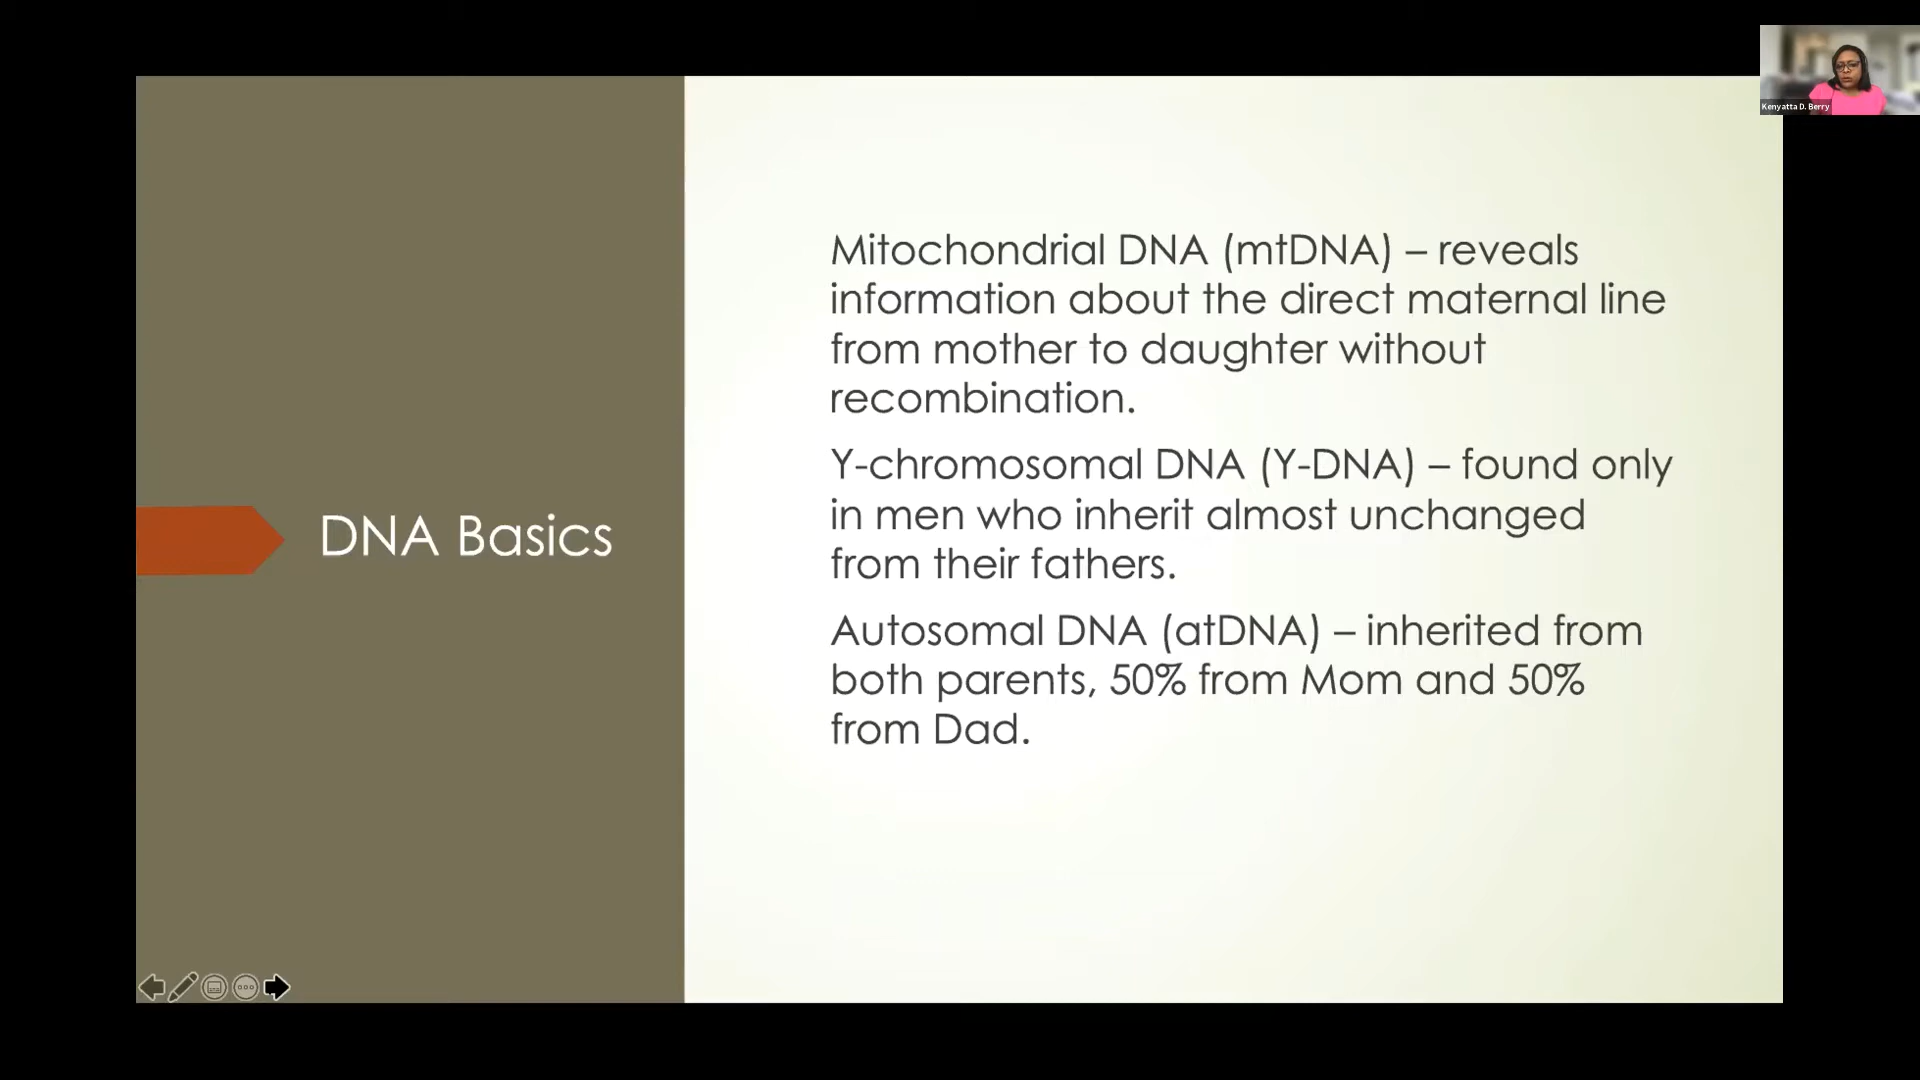 Kenyatta D. Berry
DNA Basics
Mitochondrial DNA (mtDNA) – reveals
information about the direct maternal line
from mother to daughter without
recombination.
Y-chromosomal DNA (Y-DNA) – found only
in men who inherit almost unchanged
from their fathers.
Autosomal DNA (atDNA) – inherited from
both parents, 50% from Mom and 50%
from Dad.